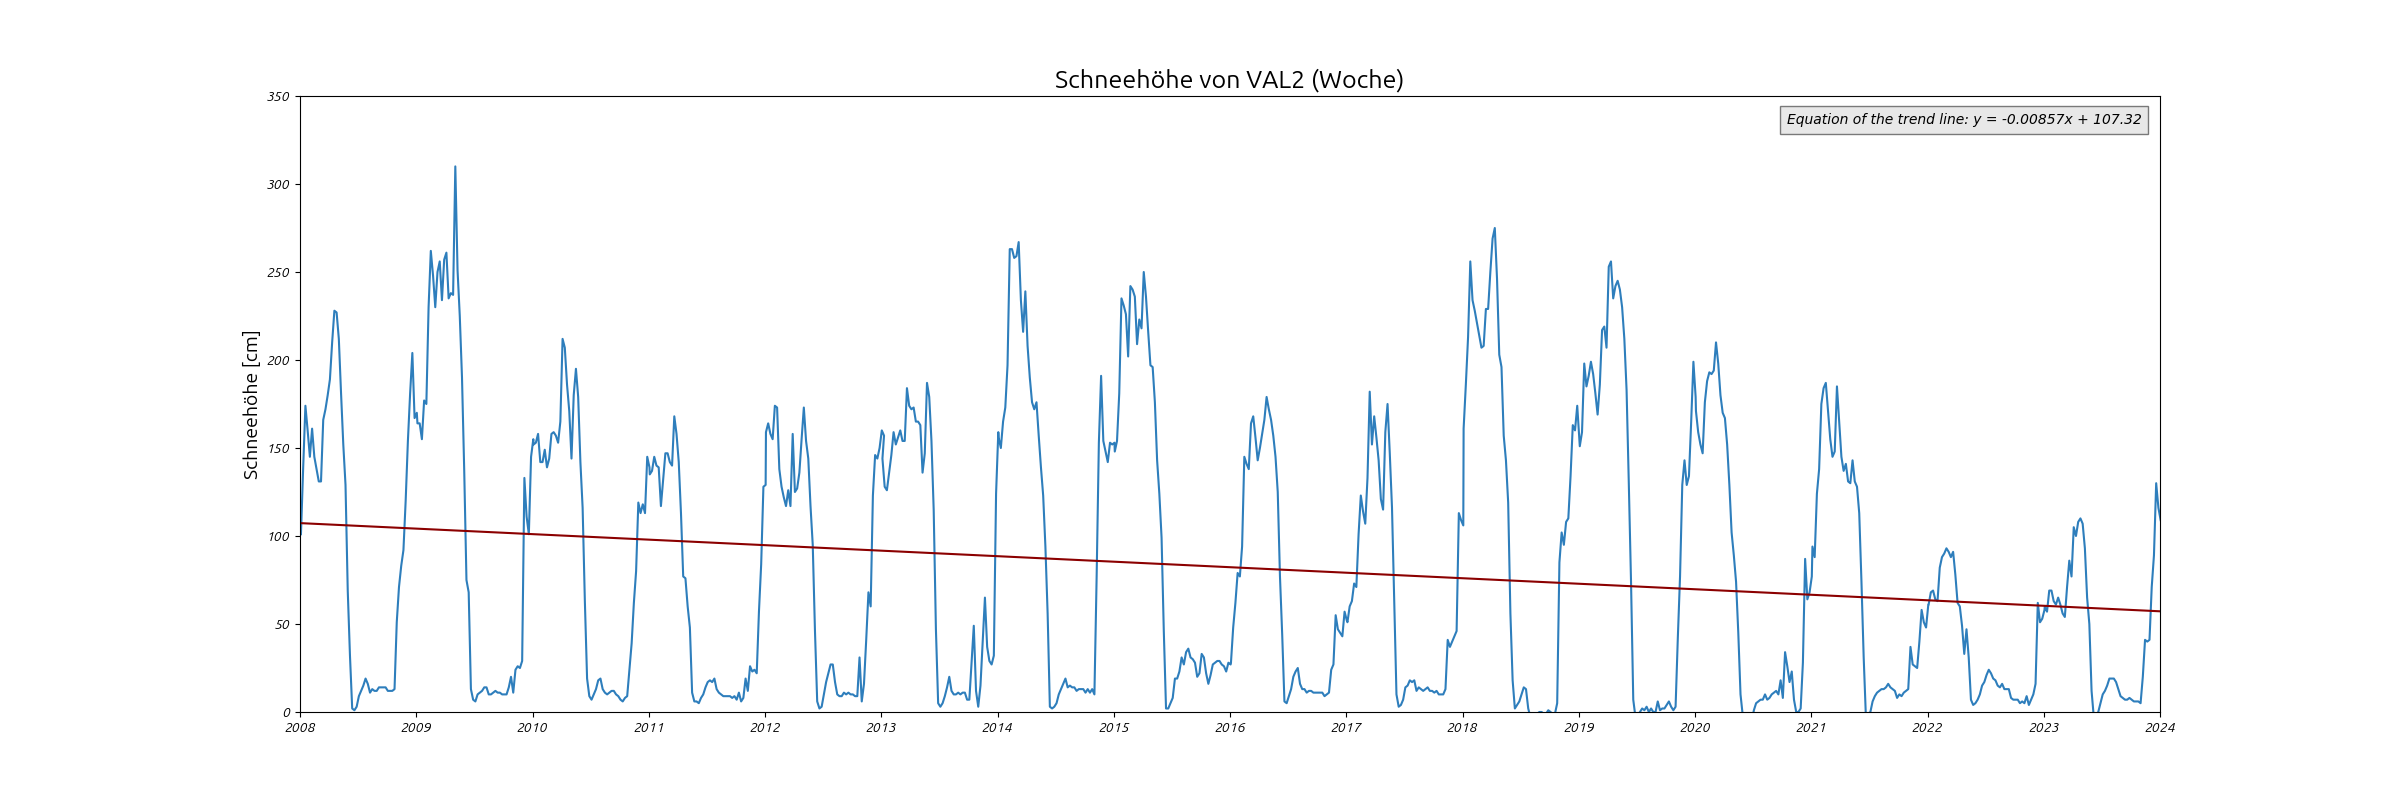 Schneehöhe von VAL2 (Woche)
Equation of the trend line: y = -0.00857x + 107.32
Schneehöhe [cm]
350
300
250
200
150
100
50
0
2008 2009 2010 2011 2012 2013 2014 2015 2016 2017 2018 2019 2020 2021 2022 2023 2024